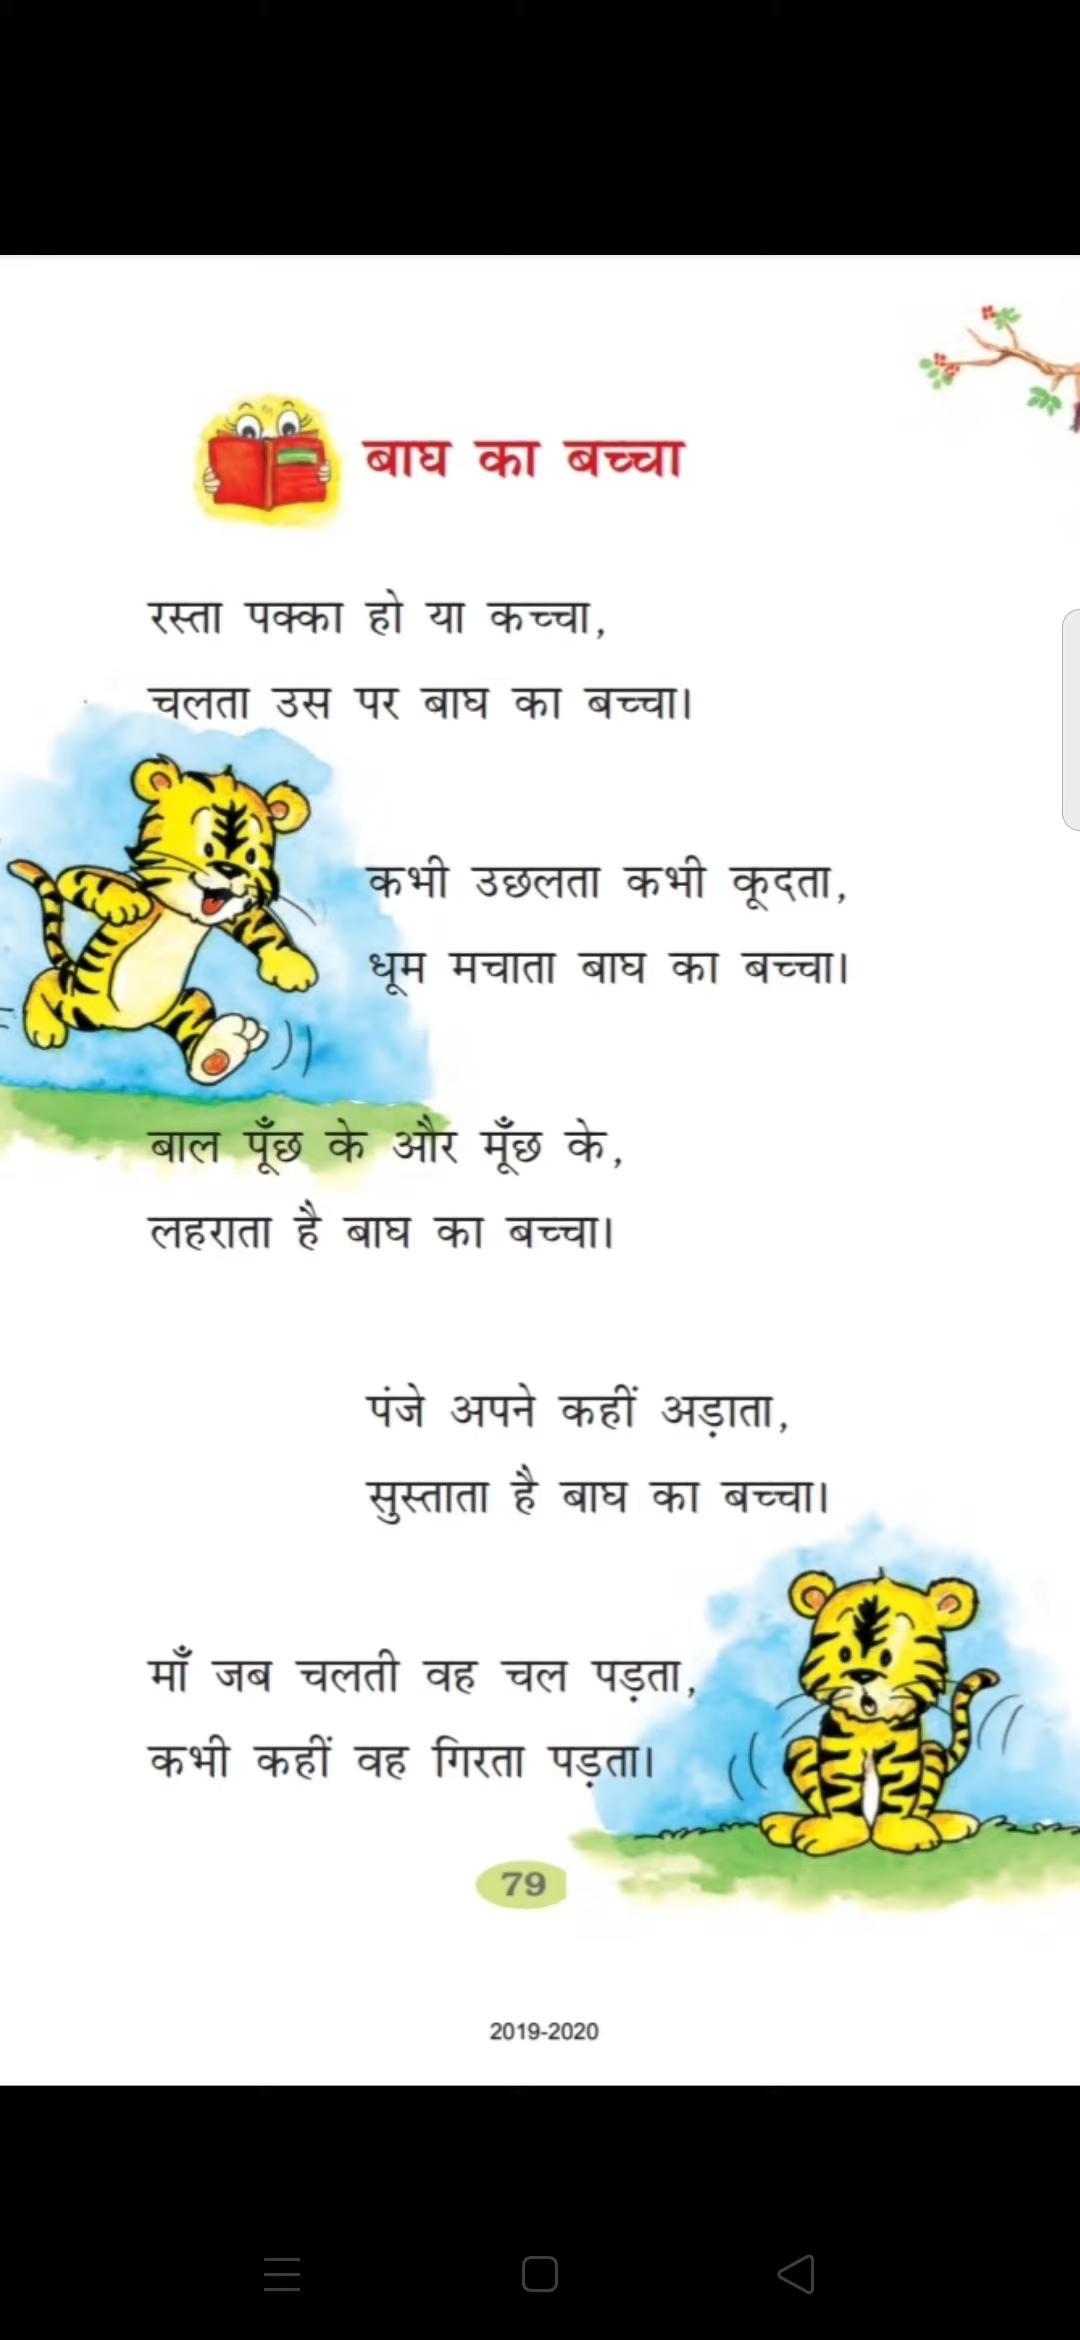 बाघ का बच्चा
रस्ता पक्का हो या कच्चा,
चलता उस पर बाघ का बच्चा।
कभी उछलता कभी कूदता,
धूम मचाता बाघ का बच्चा।
बाल पूँछ के और मूँछ के,
लहराता है बाघ का बच्चा।
पंजे अपने कहीं अड़ाता,
सुस्ताता है बाघ का बच्चा।
माँ जब चलती वह चल पड़ता,
कभी कहीं वह गिरता पड़ता।
79
2019-2020